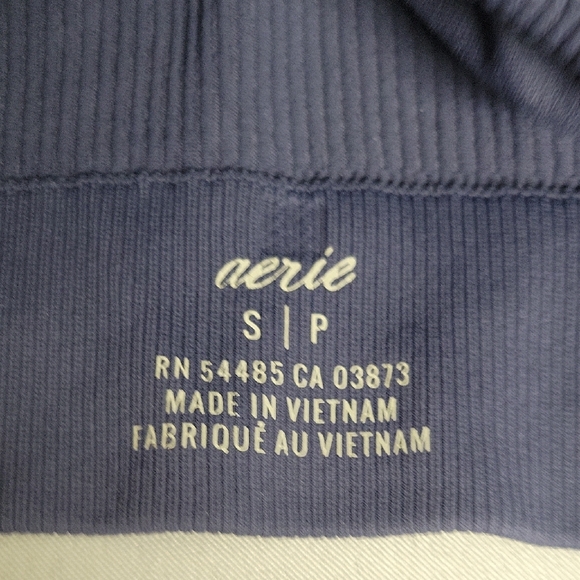 aerie
S | P
RN 54485 CA 03873
MADE IN VIETNAM
FABRIQUÉ AU VIETNAM